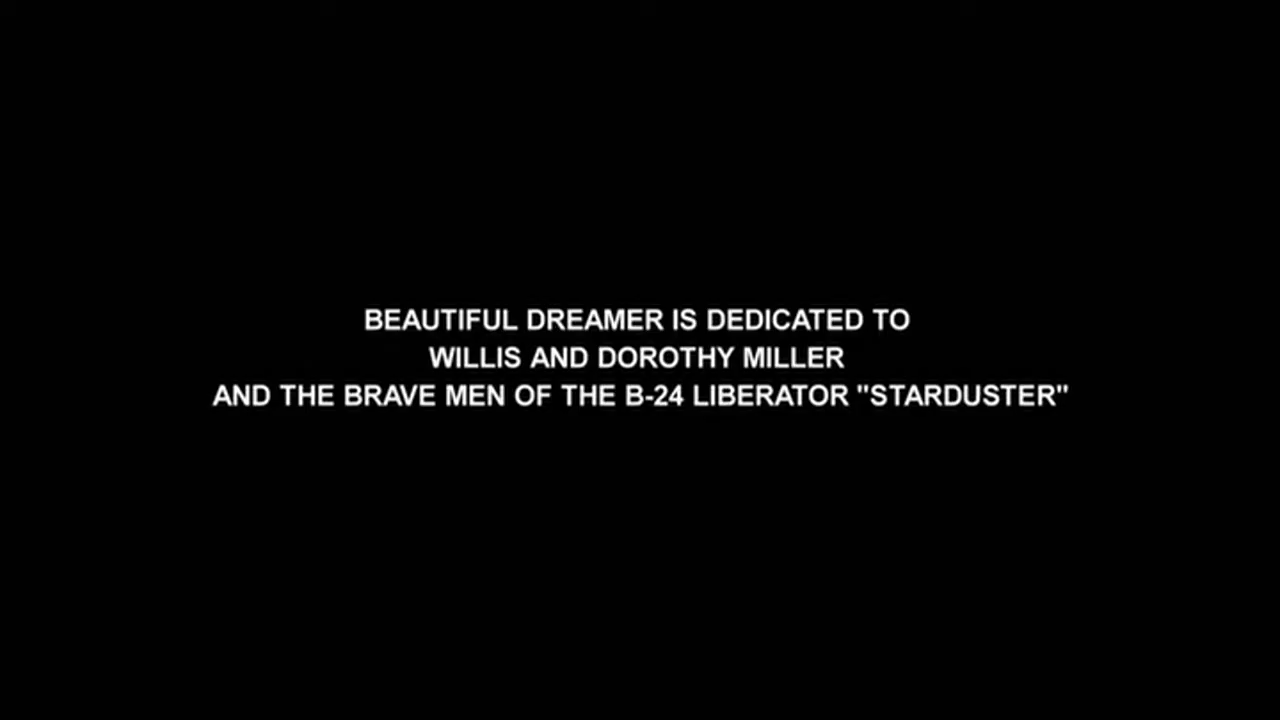 BEAUTIFUL DREAMER IS DEDICATED TO
WILLIS AND DOROTHY MILLER
AND THE BRAVE MEN OF THE B-24 LIBERATOR "STARDUSTER"